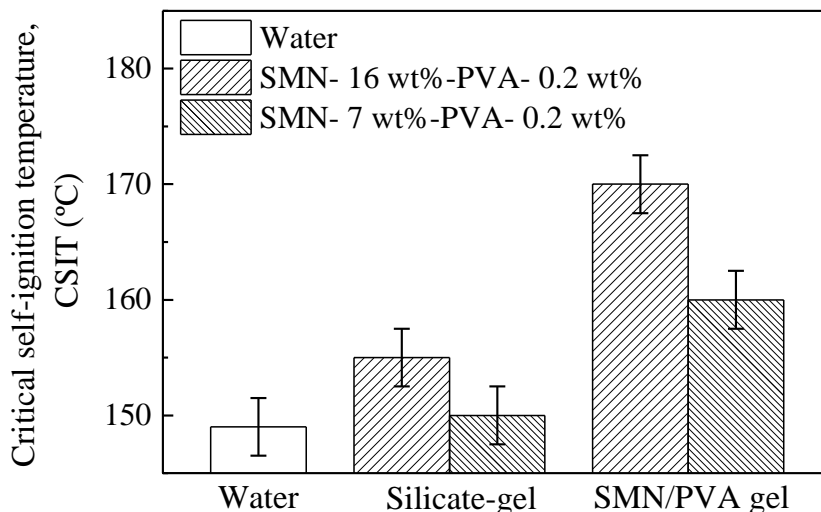 Critical self-ignition temperature,
CSIT (ºC)
180
170
160
150
Water
SMN- 16 wt%-PVA- 0.2 wt%
SMN- 7 wt%-PVA- 0.2 wt%
Water
Silicate-gel
SMN/PVA gel